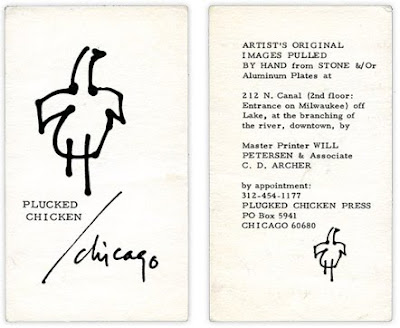 PLUCKED
CHICKEN
/chicago
ARTIST'S ORIGINAL
IMAGES PULLED
BY HAND from STONE &/Or
Aluminum Plates at
212 N. Canal (2nd floor:
Entrance on Milwaukee) off
Lake, at the branching of
the river, downtown, by
Master Printer WILL
PETERSEN & Associate
C. D. ARCHER
by appointment:
312-454-1177
PLUGKED CHICKEN PRESS
PO Box 5941
CHICAGO 60680